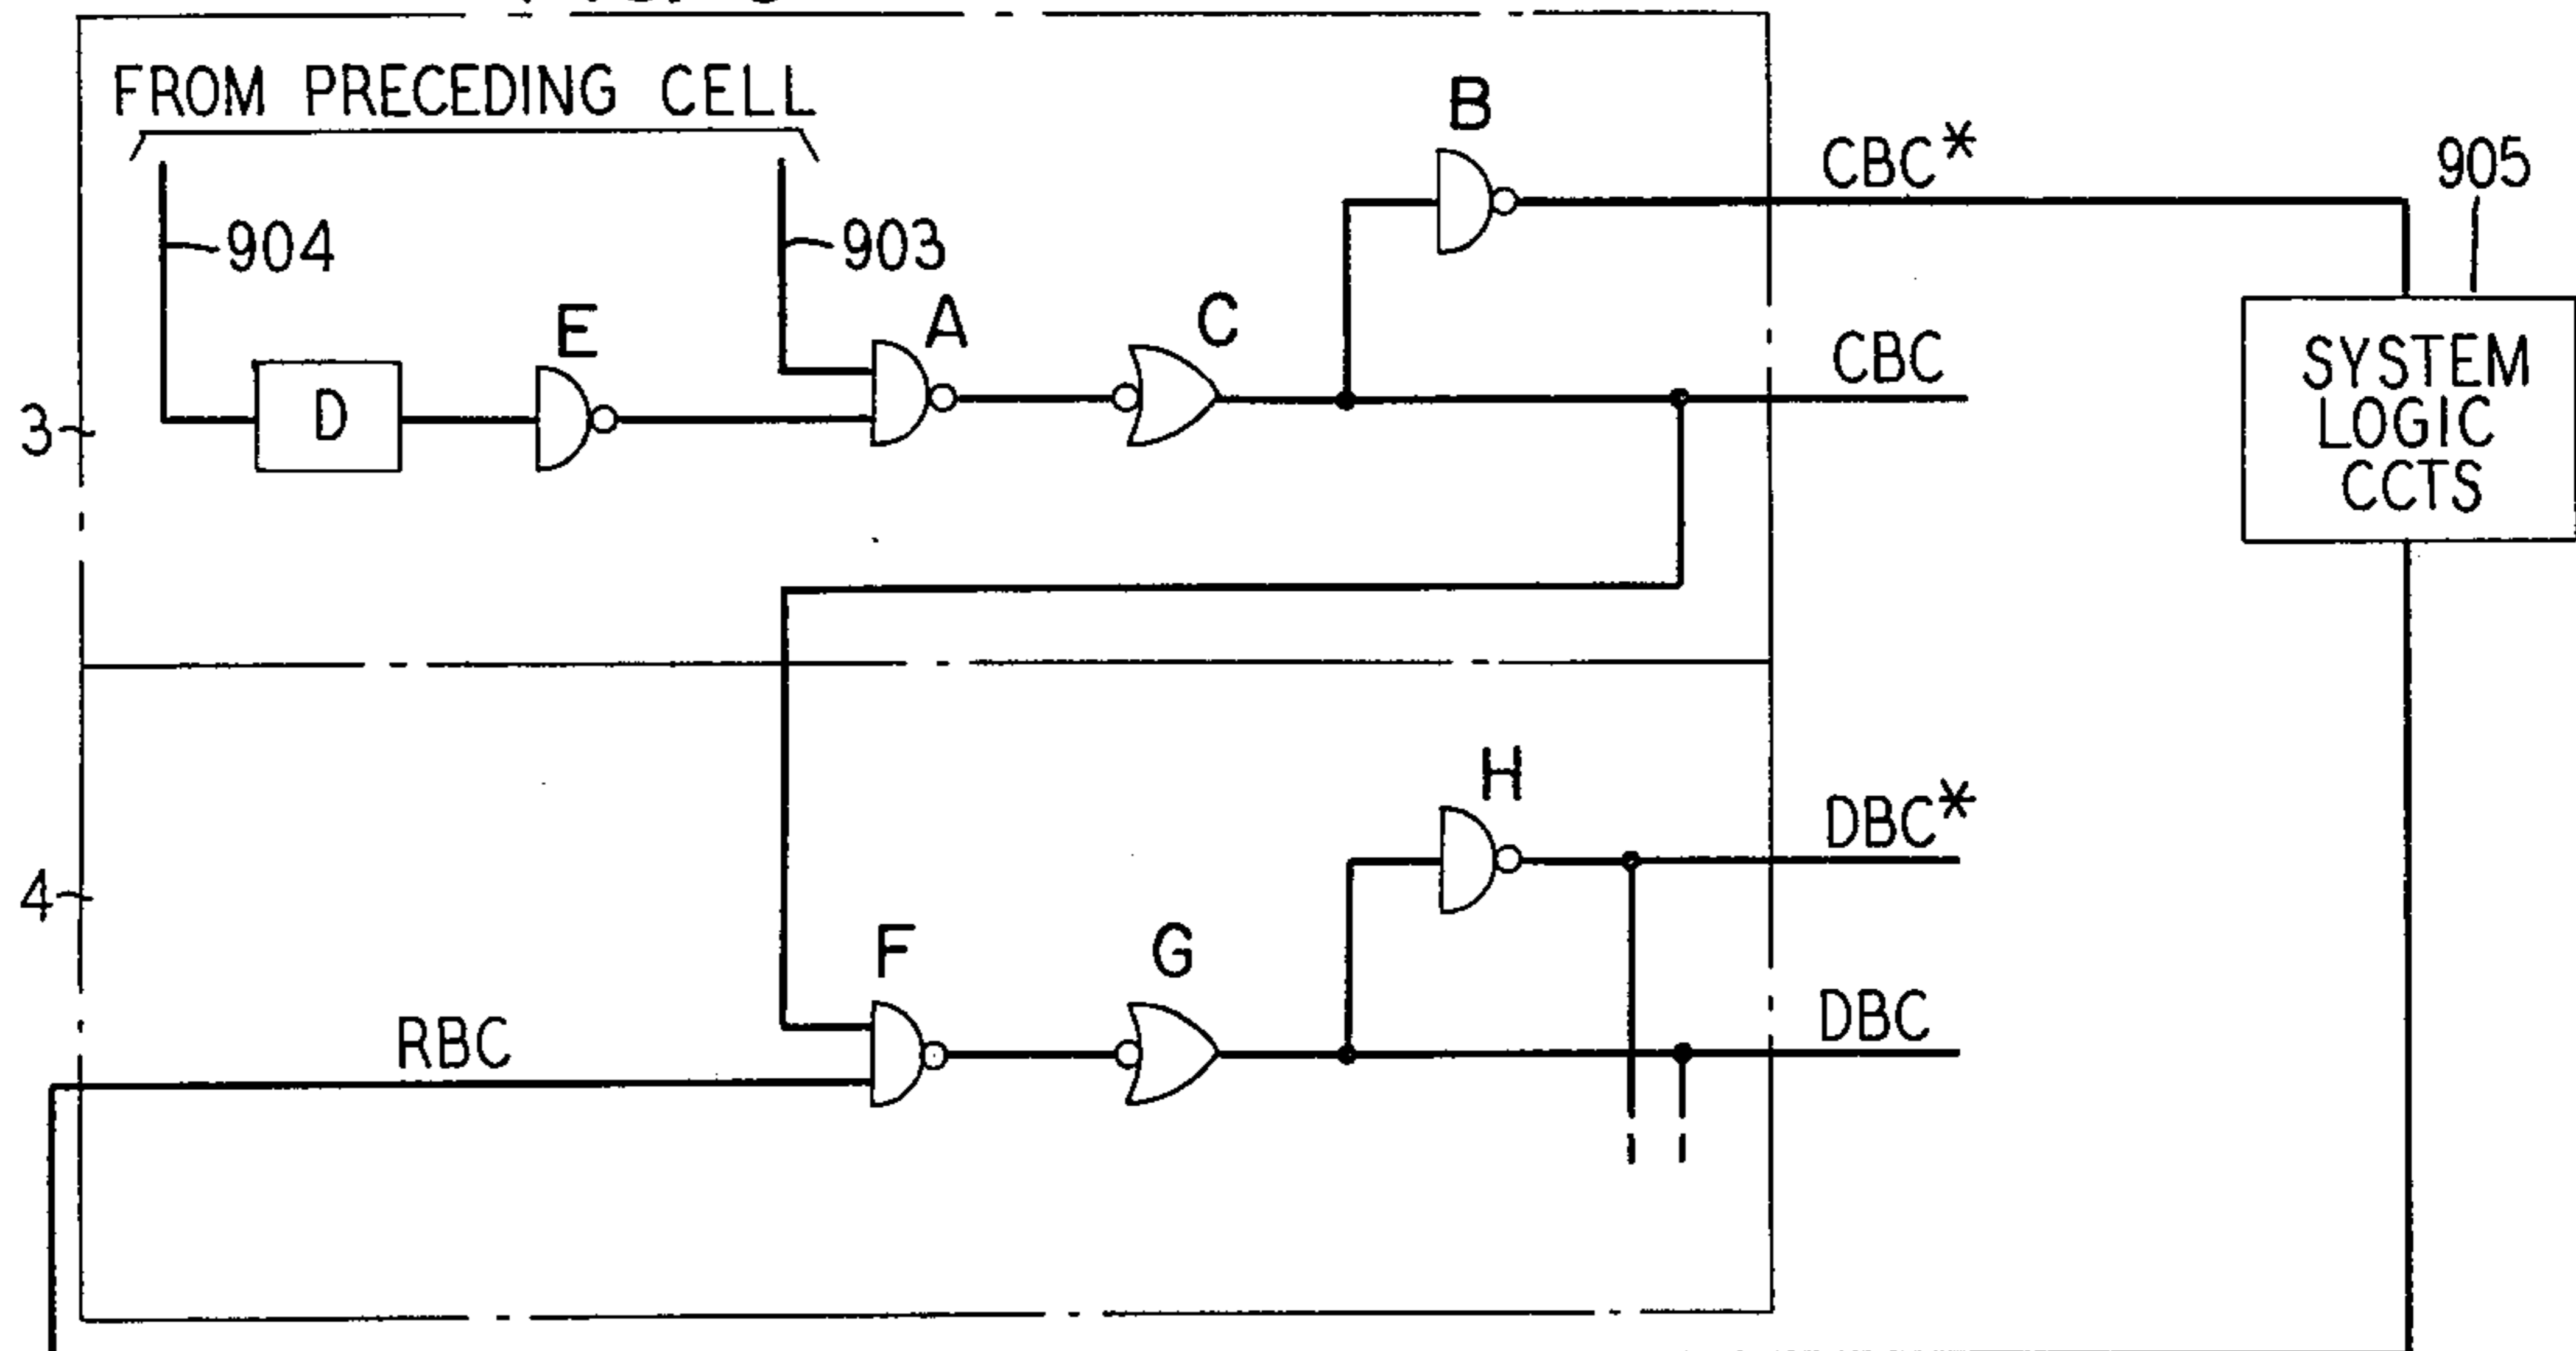 FROM PRECEDING CELL
B
CBC*
905
904
903
E
A
C
CBC
SYSTEM
LOGIC
CCTS
D
3
H
DBC*
4
F
G
DBC
RBC